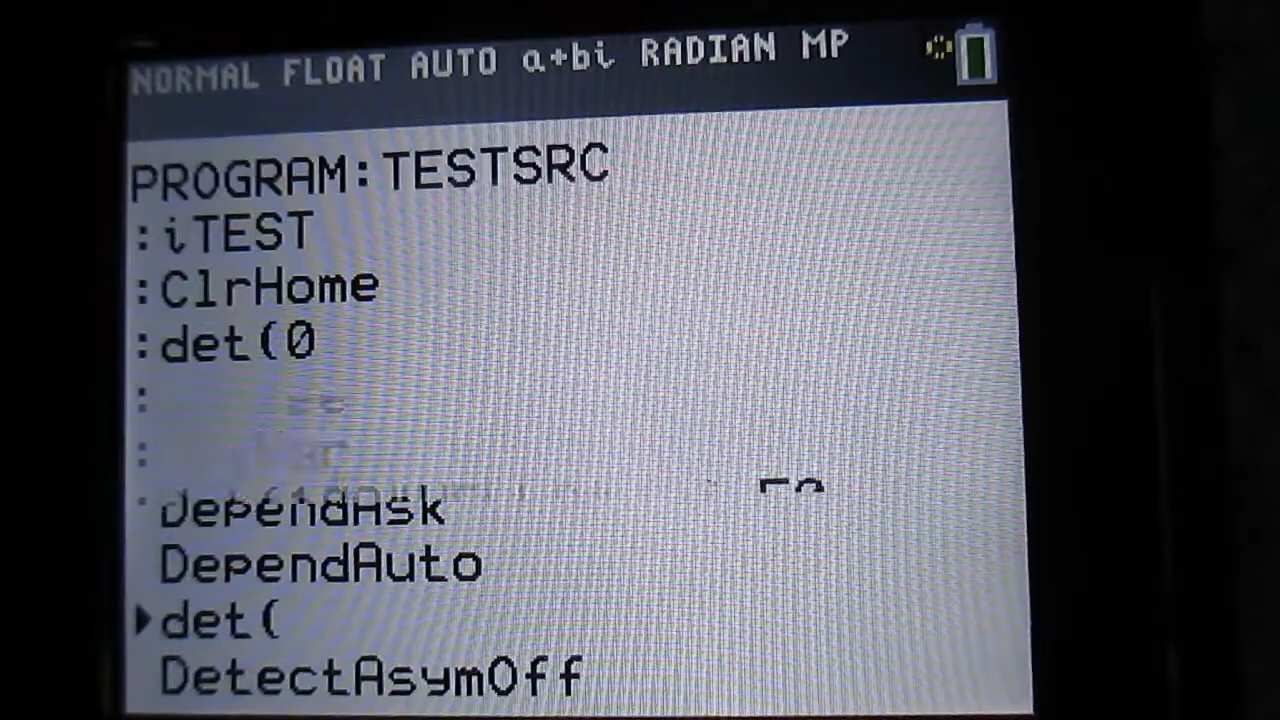 NORMAL FLOAT AUTO a+bi RADIAN MP
PROGRAM:TESTSRC
:iTEST
:ClrHome
:det(0
:
:
DependAsk
DependAuto
det(
DetectAsymOff